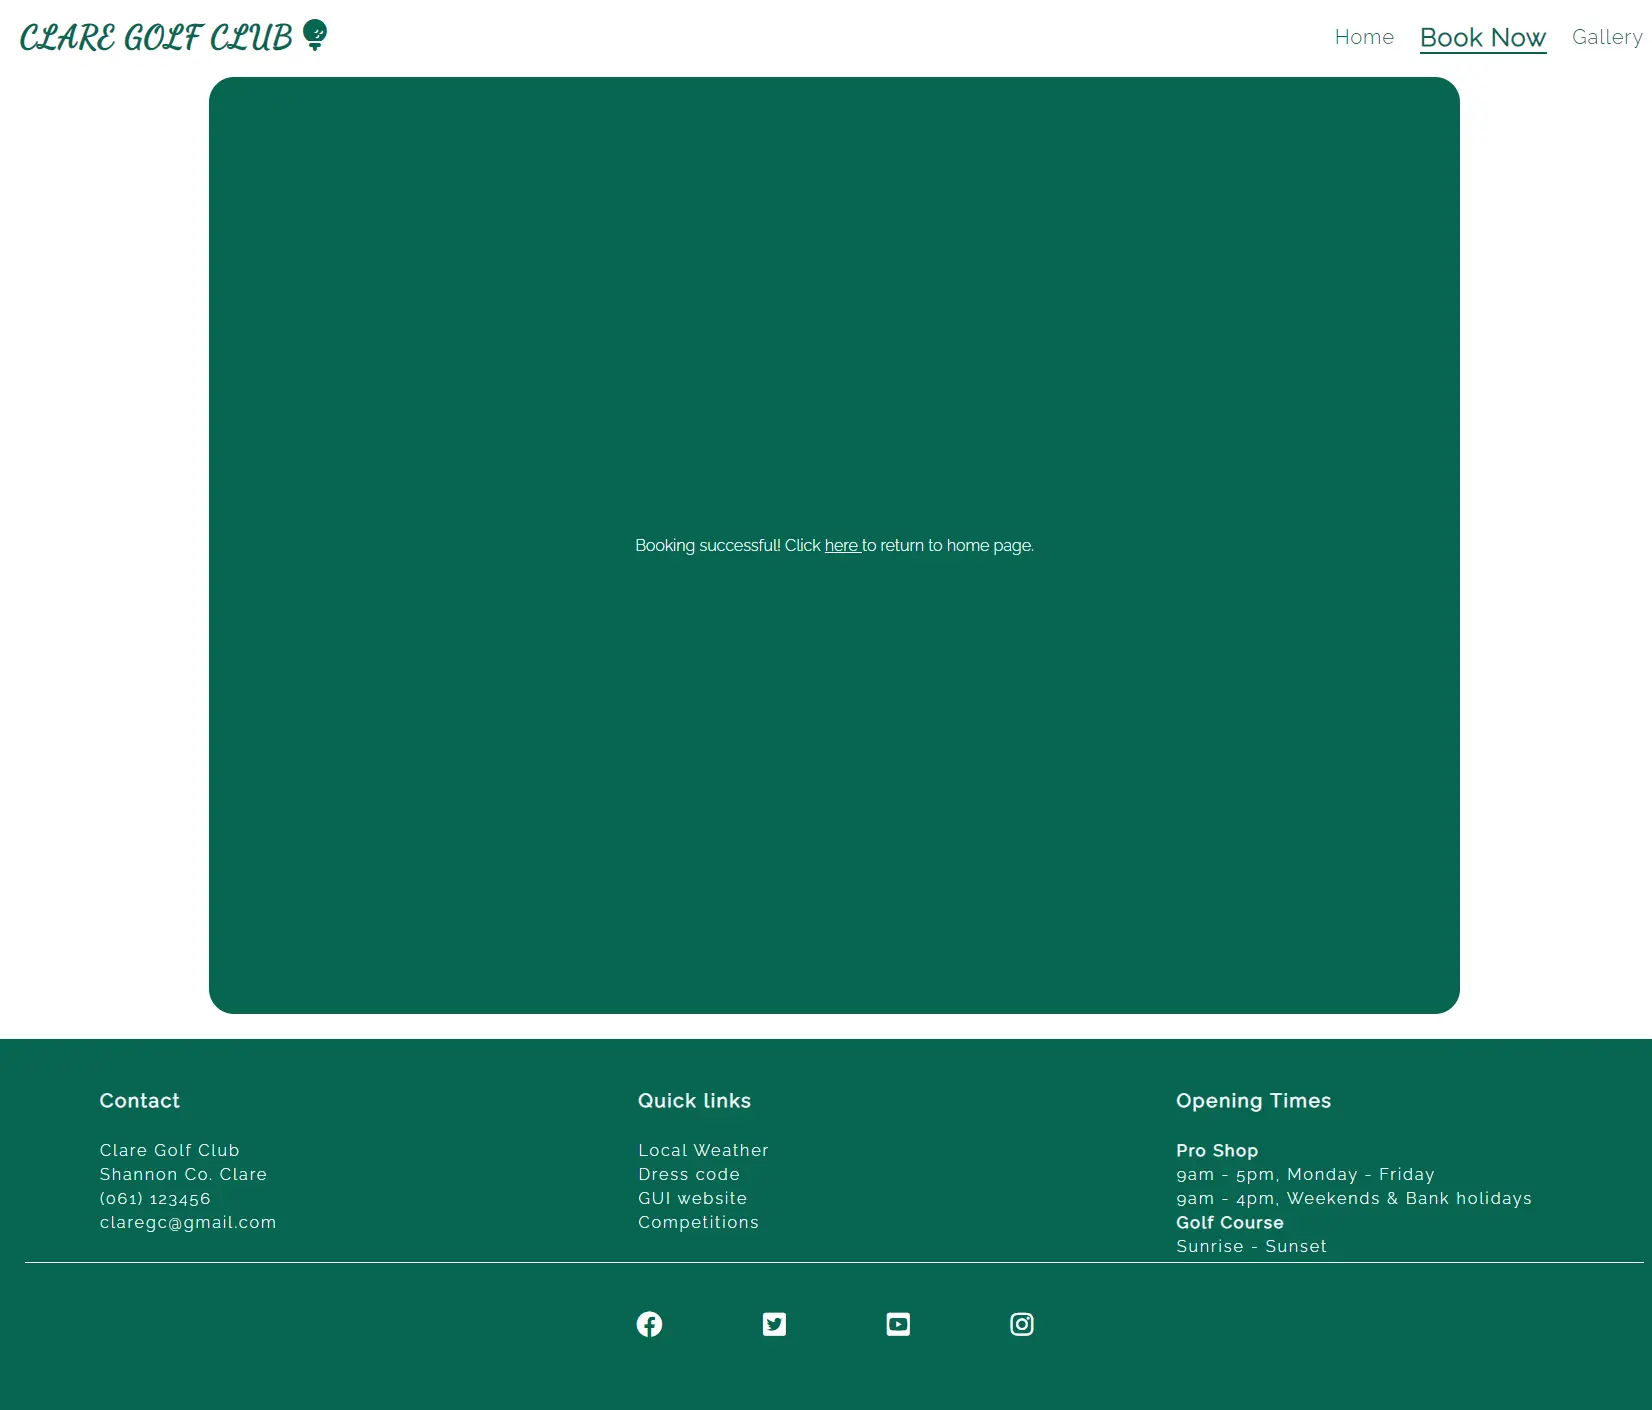 CLARE GOLF CLUB
Home Book Now Gallery
Booking successful! Click here to return to home page.
Contact
Clare Golf Club
Shannon Co. Clare
(061) 123456
claregc@gmail.com
Quick links
Local Weather
Dress code
GUI website
Competitions
Opening Times
Pro Shop
9am - 5pm, Monday - Friday
9am - 4pm, Weekends & Bank holidays
Golf Course
Sunrise - Sunset